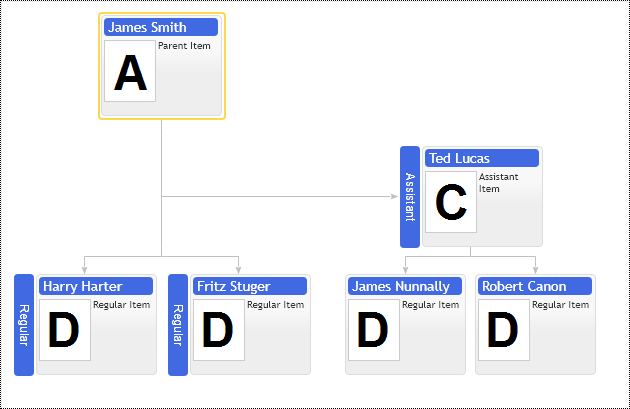 James Smith
Parent Item
A
Assistant
Ted Lucas
Assistant
Item
C
Regular
Harry Harter
Regular Item
D
Regular
Fritz Stuger
Regular Item
D
James Nunnally
Regular Item
D
Robert Canon
Regular Item
D